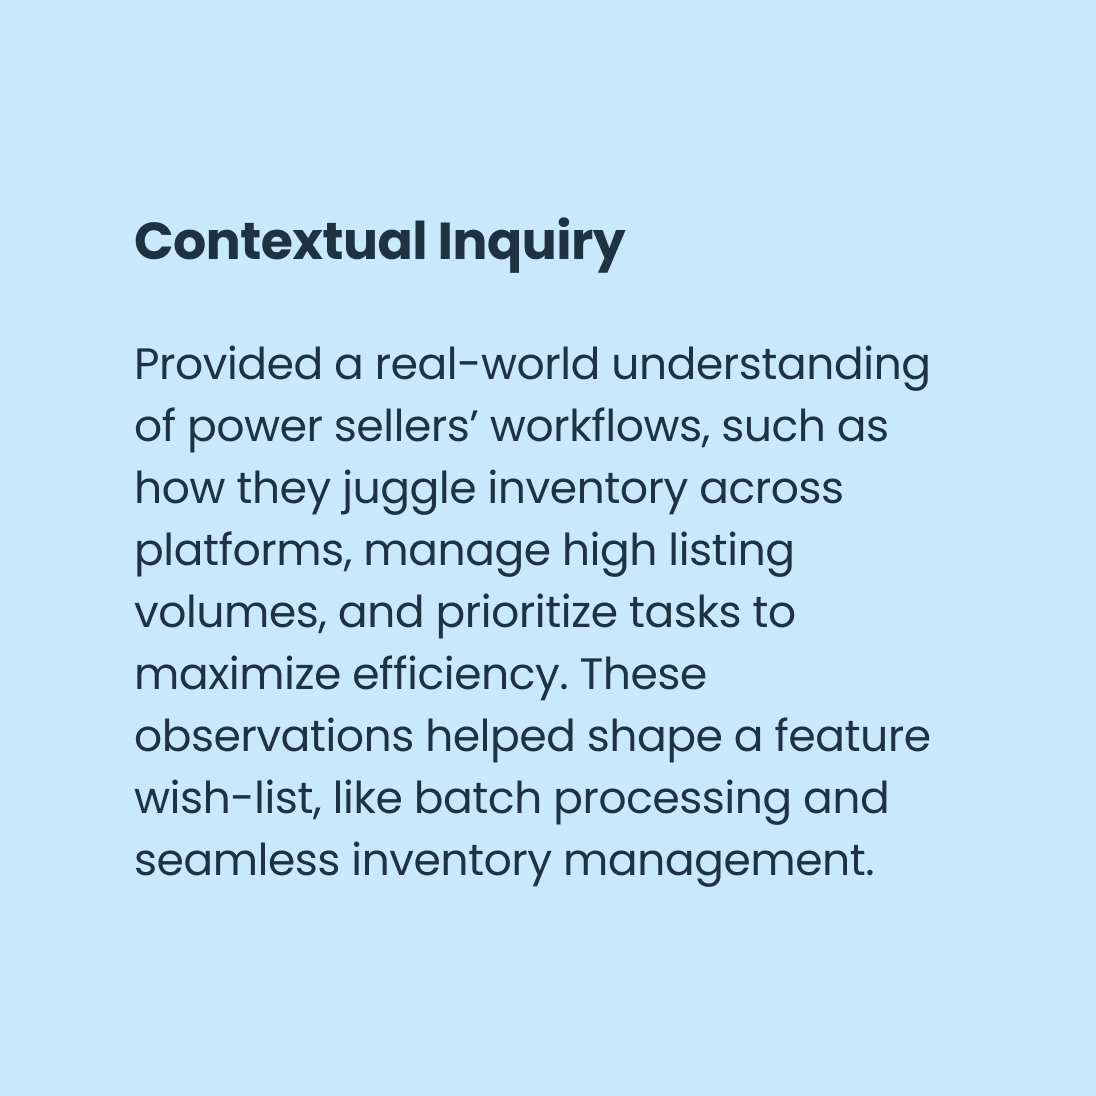 Contextual Inquiry
Provided a real-world understanding
of power sellers’ workflows, such as
how they juggle inventory across
platforms, manage high listing
volumes, and prioritize tasks to
maximize efficiency. These
observations helped shape a feature
wish-list, like batch processing and
seamless inventory management.